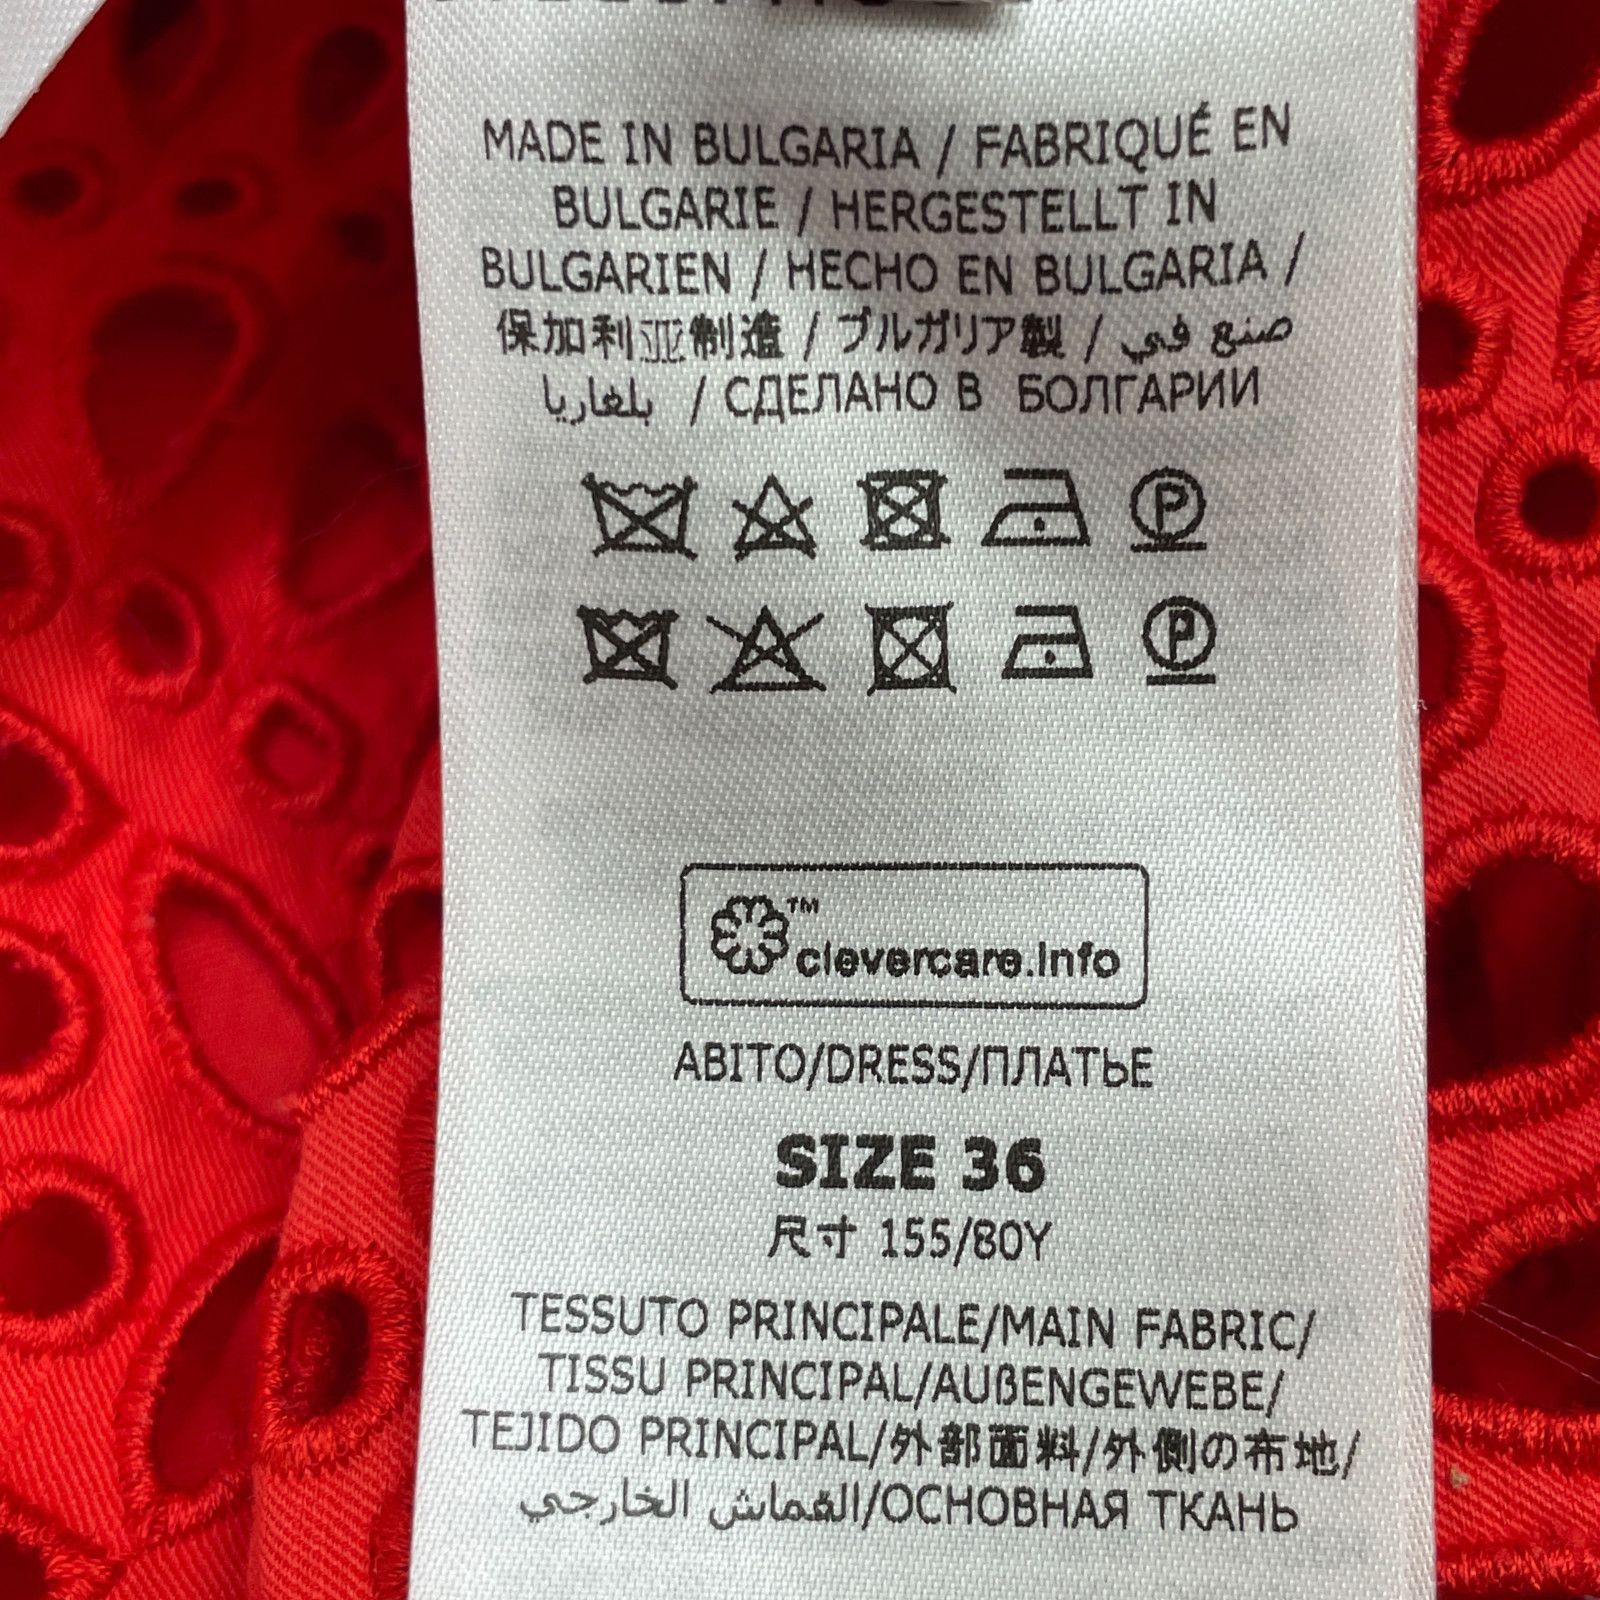 MADE IN BULGARIA / FABRIQUÉ EN
BULGARIE / HERGESTELLT IN
BULGARIEN / HECHO EN BULGARIA /
保加利亚制造 / ブルガリア製 / صنع في
بلغاريا / СДЕЛАНО В БОЛГАРИИ
P
P
™
clevercare.info
ABITO/DRESS/ПЛАТЬЕ
SIZE 36
尺寸 155/80Y
TESSUTO PRINCIPALE/MAIN FABRIC/
TISSU PRINCIPAL/AUßENGEWEBE/
TEJIDO PRINCIPAL/外部面料/外側の布地/
القماش الخارجي/ОСНОВНАЯ ТКАНЬ